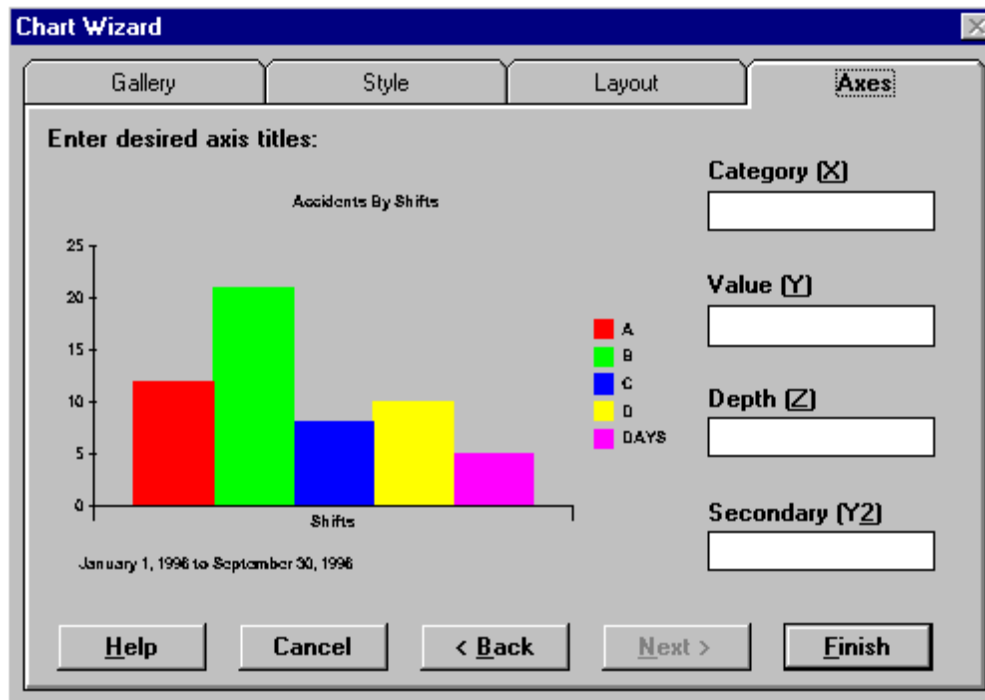 Chart Wizard
Gallery Style Layout Axes
Enter desired axis titles:
Accidents By Shifts
25
20
15
10
5
0
Shifts
January 1, 1996 to September 30, 1996
A
B
C
D
DAYS
Category (X)
Value (Y)
Depth (Z)
Secondary (Y2)
Help Cancel < Back Next > Finish